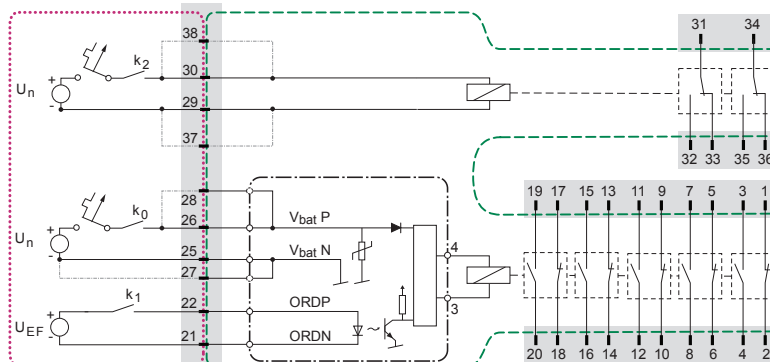 31 34
38
k2
30
Un
+
-
29
37
32 33 35 36
19 17 15 13 11 9 7 5 3 1
28
k0
26
Vbat P
Un
+
-
25
Vbat N
27
4
k1
22
ORDP
3
UEF
+
-
21
ORDN
20 18 16 14 12 10 8 6 4 2